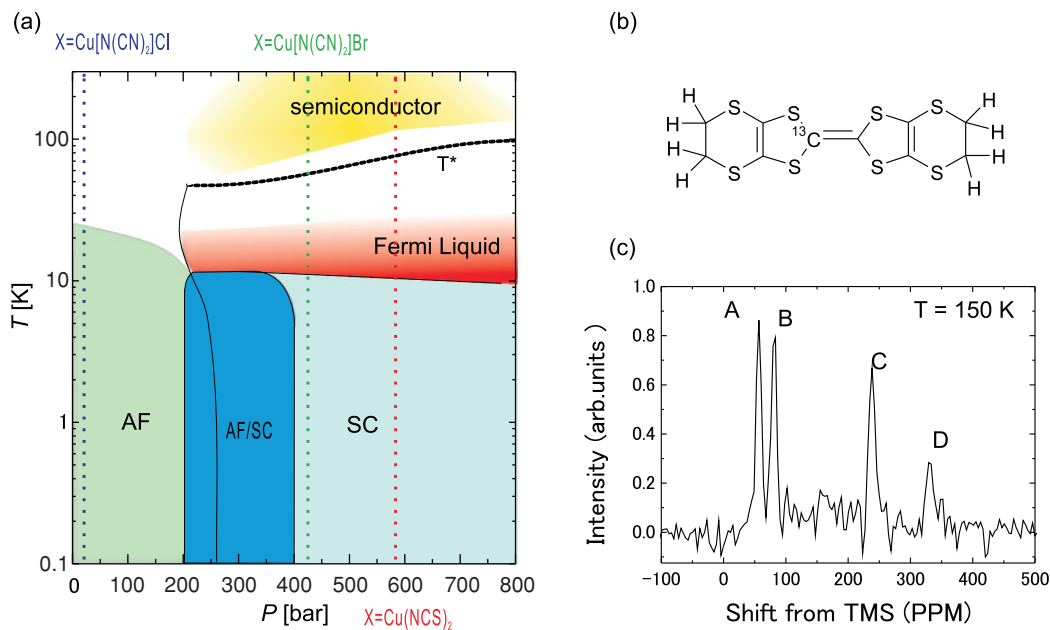 (a)
X=Cu[N(CN)2]Cl
X=Cu[N(CN)2]Br
semiconductor
T*
Fermi Liquid
AF
AF/SC
SC
T [K]
100
10
1
0.1
0 100 200 300 400 500 600 700 800
P [bar]
X=Cu(NCS)2
(b)
H H H H
S S S S
13C
S S S S
H H H H
(c)
T = 150 K
A
B
C
D
Intensity (arb.units)
1.0
0.8
0.6
0.4
0.2
0.0
-100 0 100 200 300 400 500
Shift from TMS (PPM)